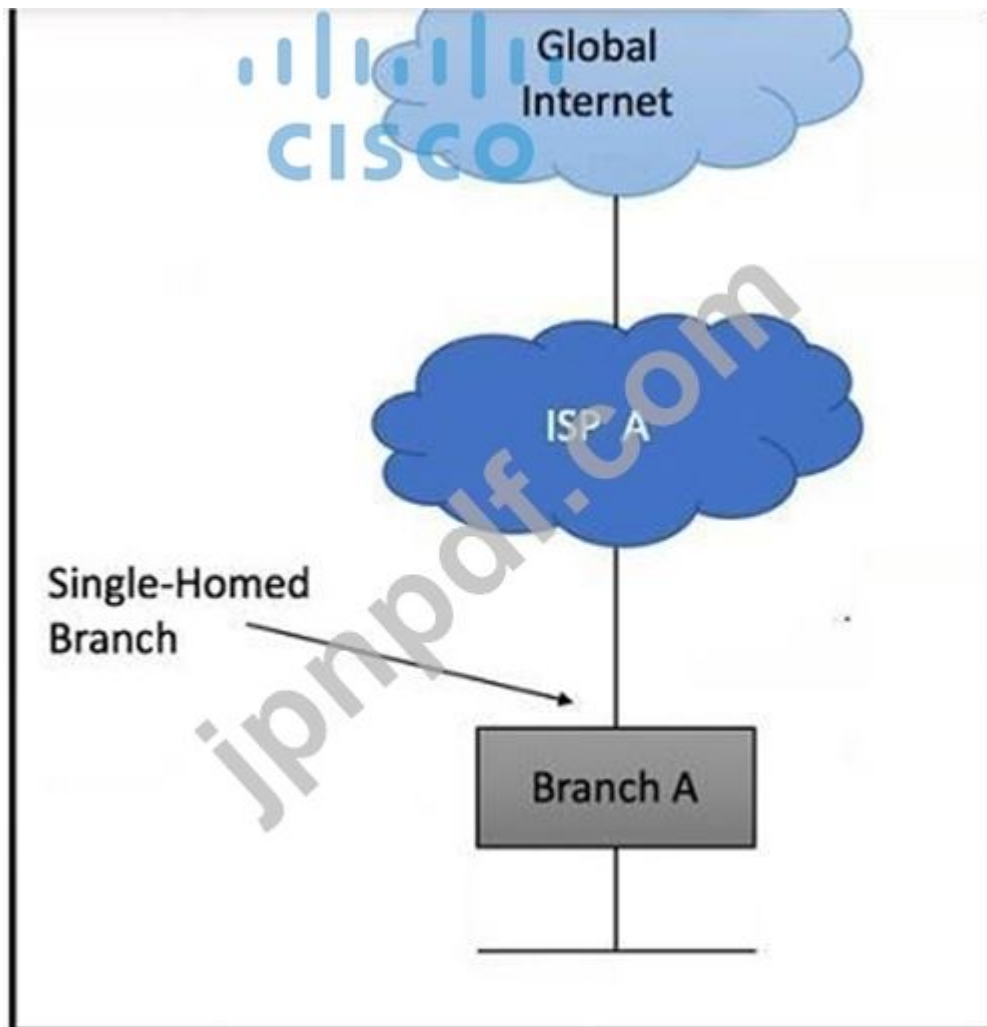 Global
Internet
CISCO
ISP A
jpnpdf.com
Single-Homed
Branch
Branch A